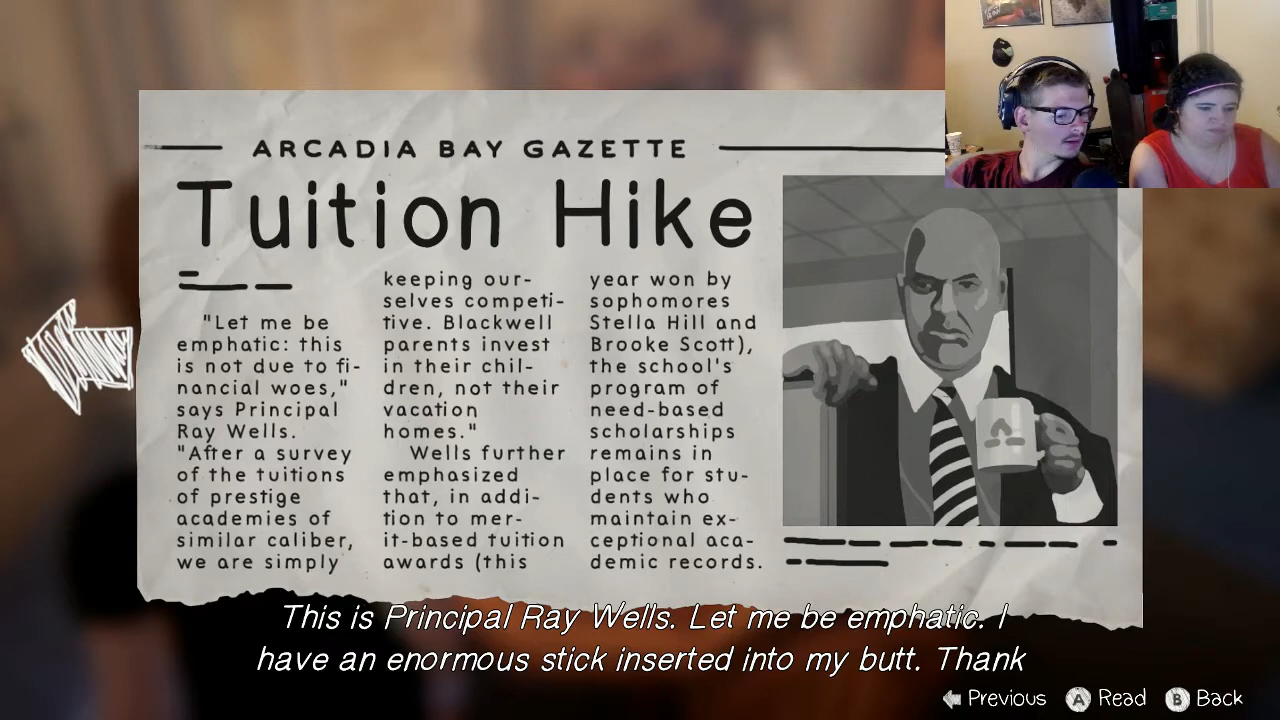 ARCADIA BAY GAZETTE
Tuition Hike
"Let me be
emphatic: this
is not due to fi-
nancial woes,"
says Principal
Ray Wells.
"After a survey
of the tuitions
of prestige
academies of
similar caliber,
we are simply
keeping our-
selves competi-
tive. Blackwell
parents invest
in their chil-
dren, not their
vacation
homes."
Wells further
emphasized
that, in addi-
tion to mer-
it-based tuition
awards (this
year won by
sophomores
Stella Hill and
Brooke Scott),
the school's
program of
need-based
scholarships
remains in
place for stu-
dents who
maintain ex-
ceptional aca-
demic records.
This is Principal Ray Wells. Let me be emphatic. I
have an enormous stick inserted into my butt. Thank
Previous A Read B Back